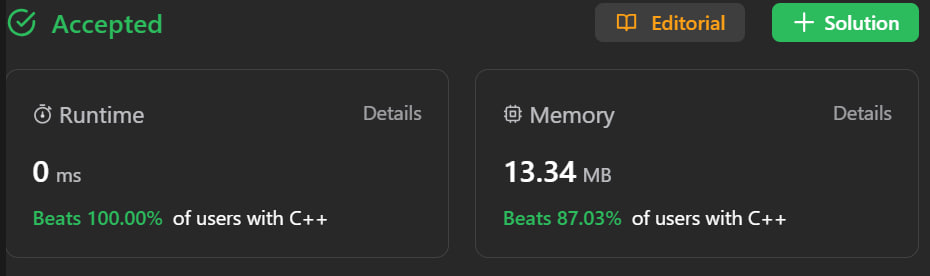 Accepted
Editorial
Solution
Runtime
Details
0 ms
Beats 100.00% of users with C++
Memory
Details
13.34 MB
Beats 87.03% of users with C++